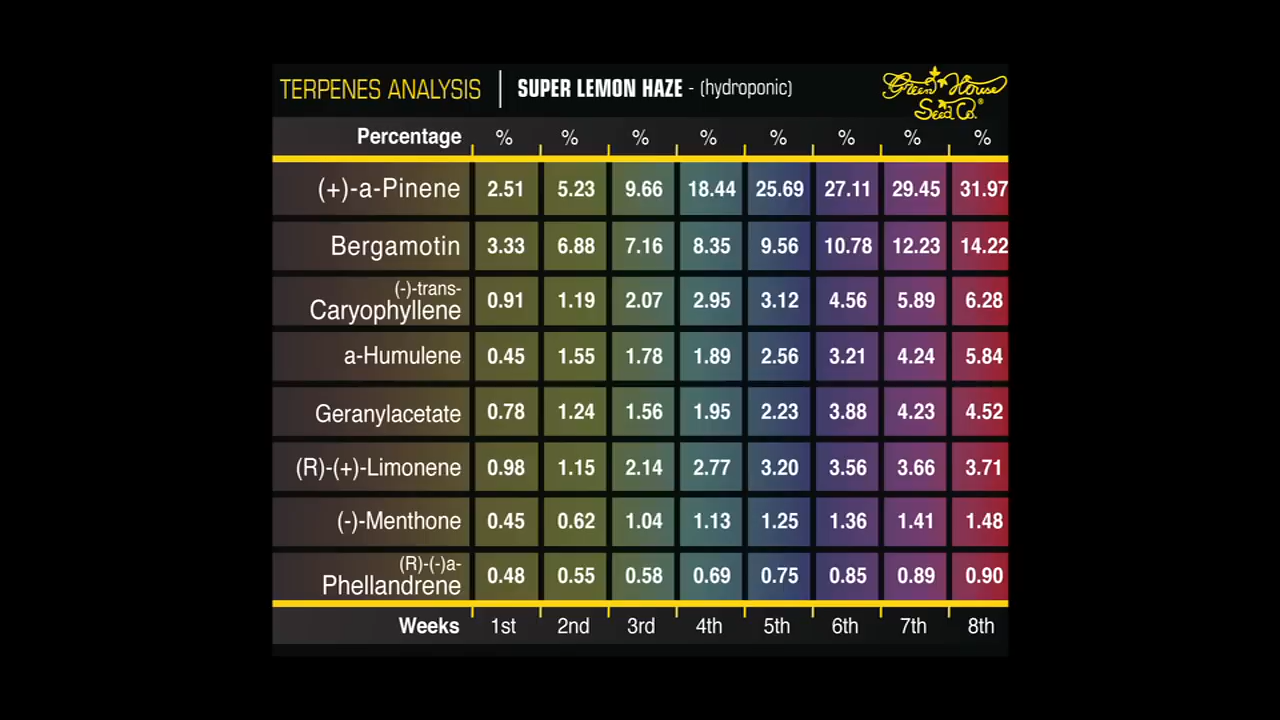 TERPENES ANALYSIS | SUPER LEMON HAZE - (hydroponic)
Green House
Seed Co.®
Percentage % % % % % % % %
(+)-a-Pinene 2.51 5.23 9.66 18.44 25.69 27.11 29.45 31.97
Bergamotin 3.33 6.88 7.16 8.35 9.56 10.78 12.23 14.22
(-)-trans-
Caryophyllene 0.91 1.19 2.07 2.95 3.12 4.56 5.89 6.28
a-Humulene 0.45 1.55 1.78 1.89 2.56 3.21 4.24 5.84
Geranylacetate 0.78 1.24 1.56 1.95 2.23 3.88 4.23 4.52
(R)-(+)-Limonene 0.98 1.15 2.14 2.77 3.20 3.56 3.66 3.71
(-)-Menthone 0.45 0.62 1.04 1.13 1.25 1.36 1.41 1.48
(R)-(-)a-
Phellandrene 0.48 0.55 0.58 0.69 0.75 0.85 0.89 0.90
Weeks 1st 2nd 3rd 4th 5th 6th 7th 8th